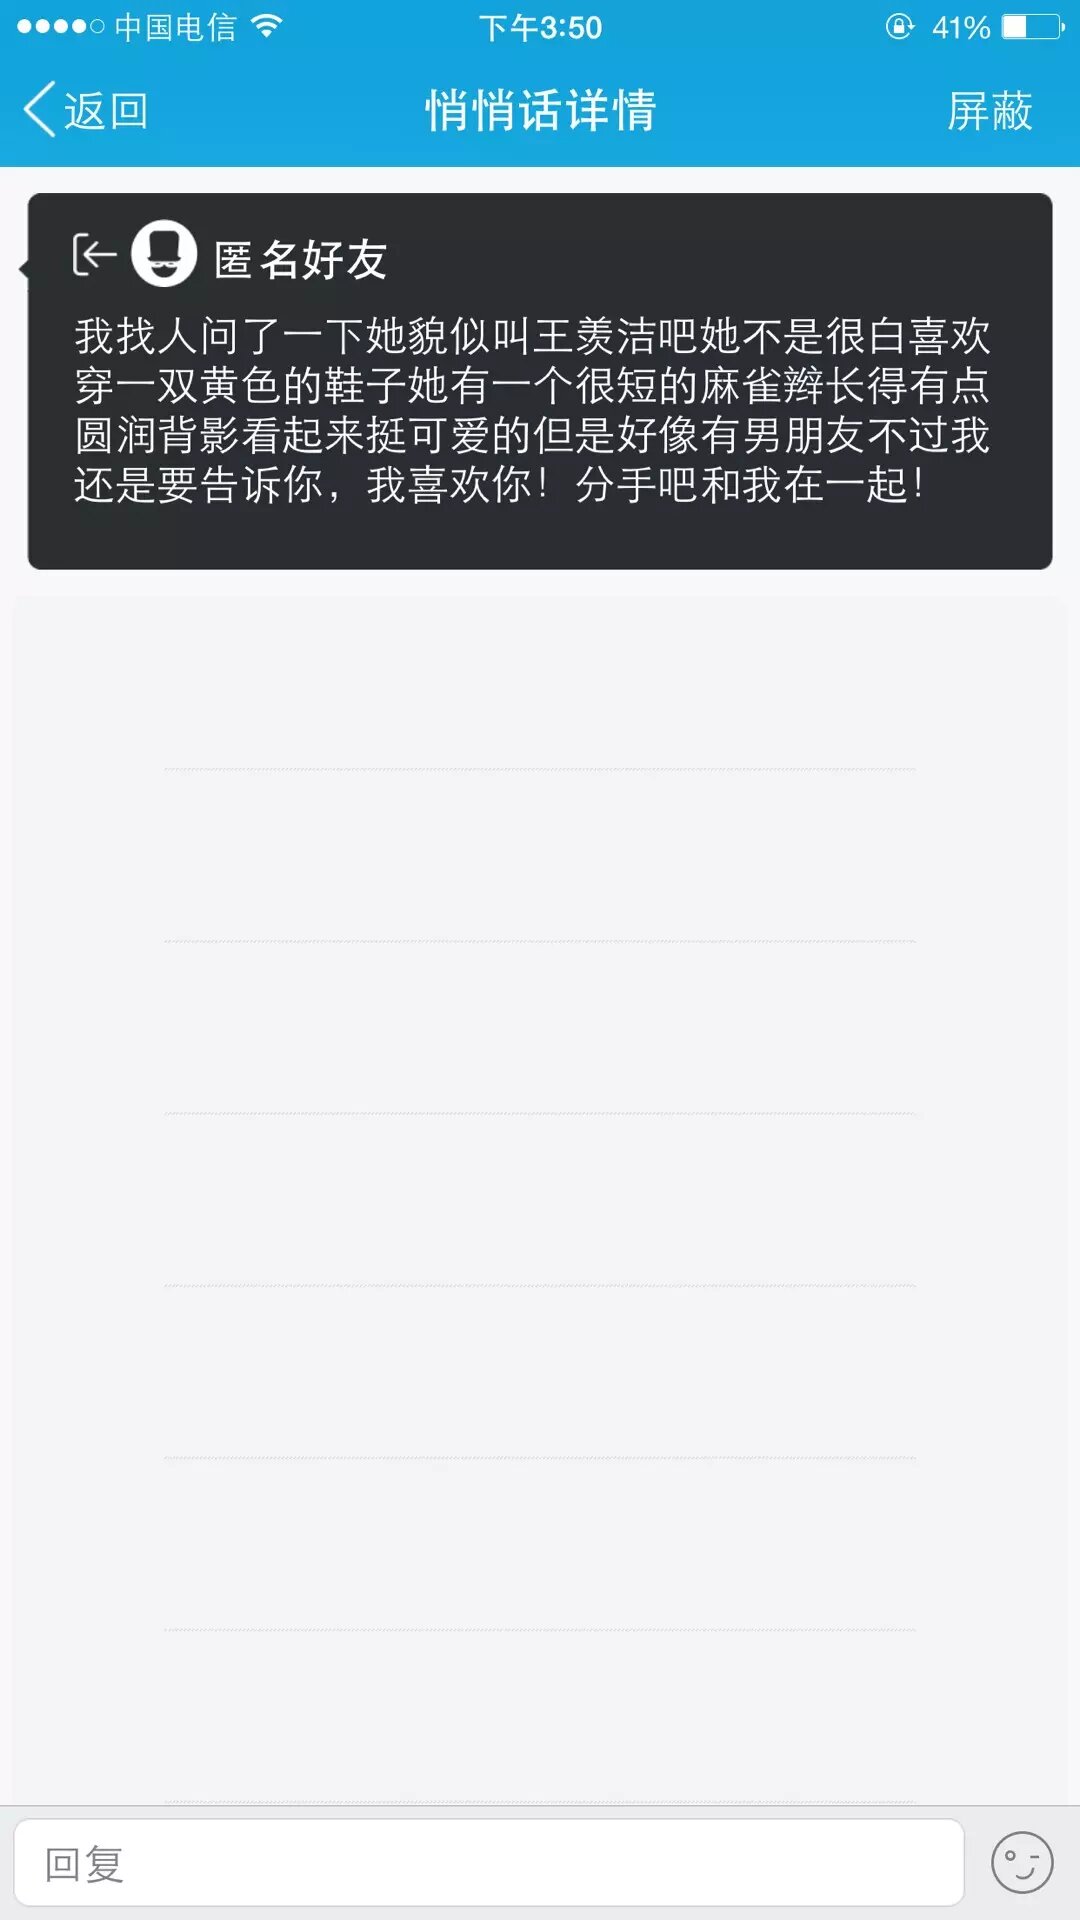 中国电信 下午3:50 41%
返回 悄悄话详情 屏蔽
匿名好友
我找人问了一下她貌似叫王羡洁吧她不是很白喜欢
穿一双黄色的鞋子她有一个很短的麻雀辫长得有点
圆润背影看起来挺可爱的但是好像有男朋友不过我
还是要告诉你，我喜欢你！分手吧和我在一起！
回复